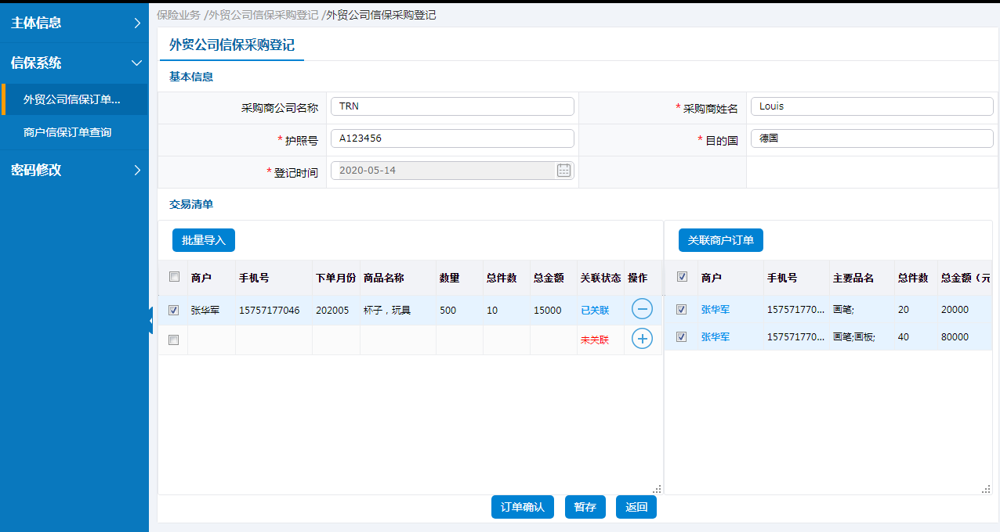 主体信息
信保系统
外贸公司信保订单...
商户信保订单查询
密码修改
保险业务 /外贸公司信保采购登记 /外贸公司信保采购登记
外贸公司信保采购登记
基本信息
采购商公司名称 TRN * 采购商姓名 Louis
* 护照号 A123456 * 目的国 德国
* 登记时间 2020-05-14
交易清单
批量导入
商户 手机号 下单月份 商品名称 数量 总件数 总金额 关联状态 操作
张华军 15757177046 202005 杯子，玩具 500 10 15000 已关联
未关联
关联商户订单
商户 手机号 主要品名 总件数 总金额（元
张华军 157571770... 画笔; 20 20000
张华军 157571770... 画笔;画板; 40 80000
订单确认 暂存 返回